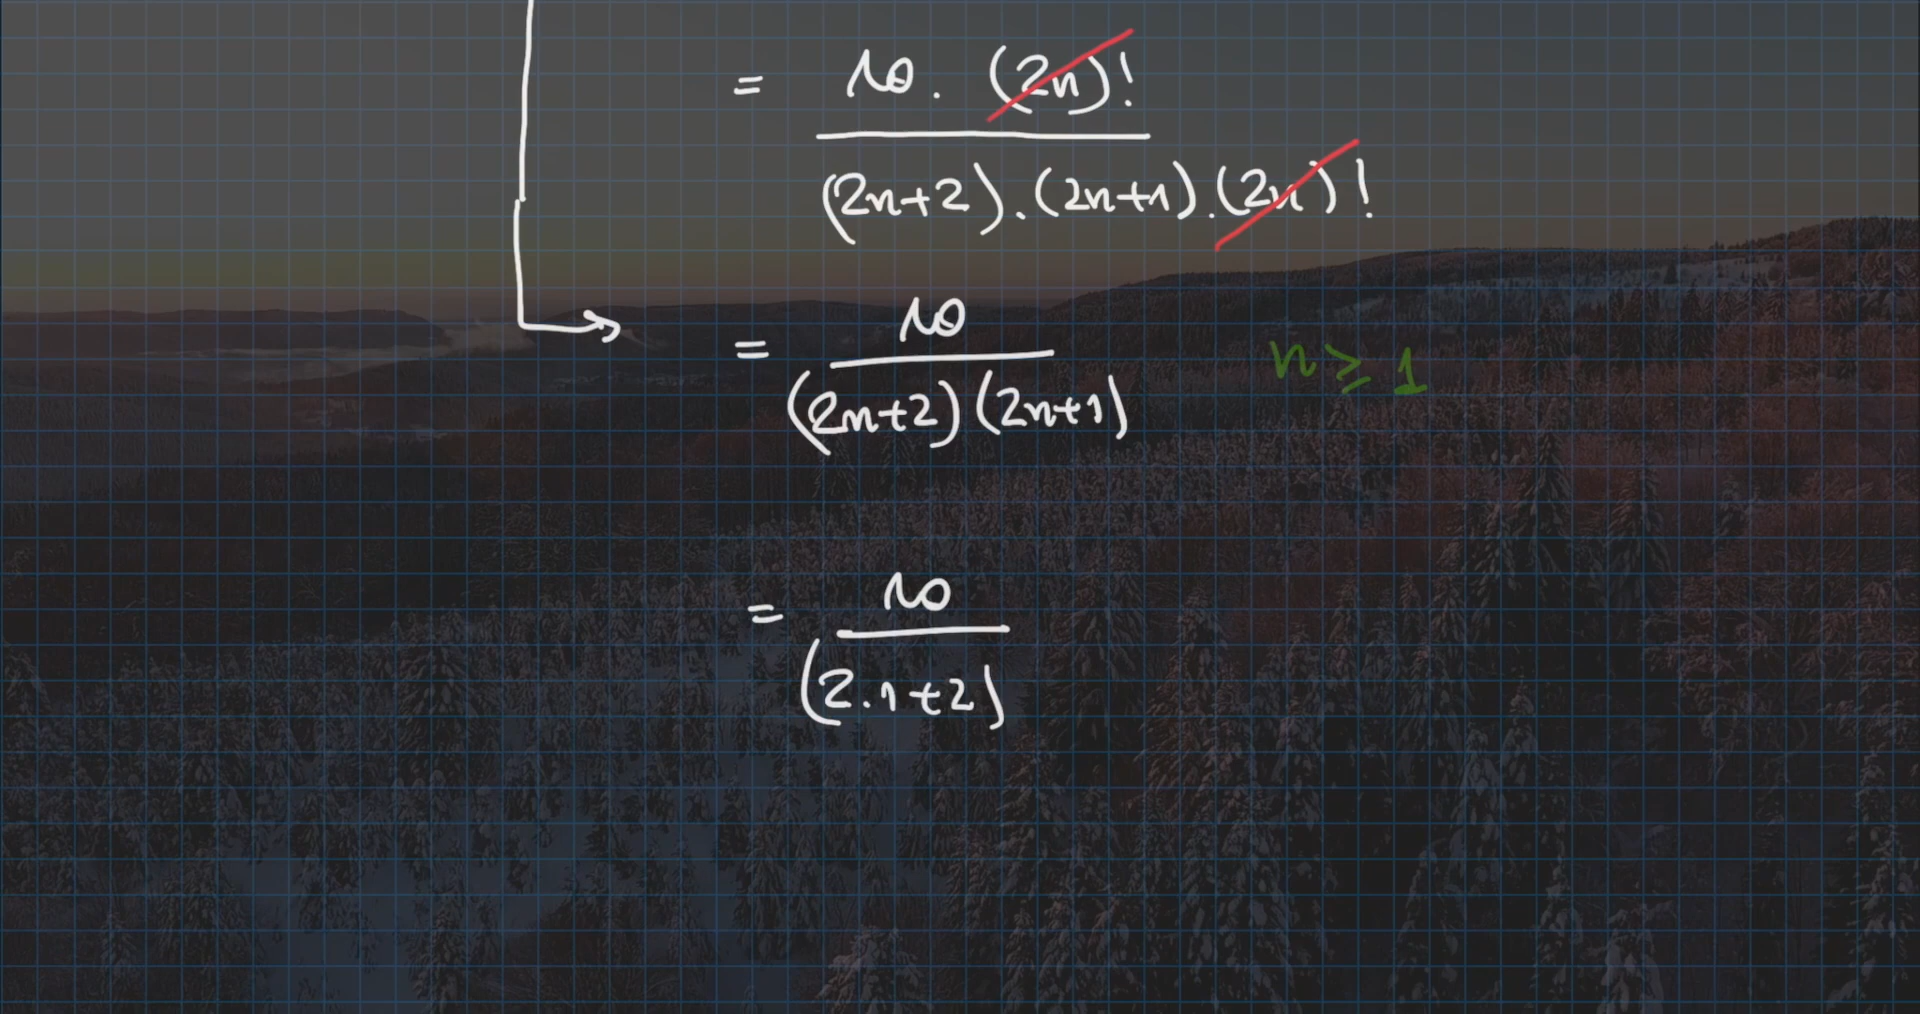 = 10 . (2n)!
(2n+2).(2n+1).(2n)!
= 10
(2n+2)(2n+1)
n ≥ 1
= 10
(2.1+2)